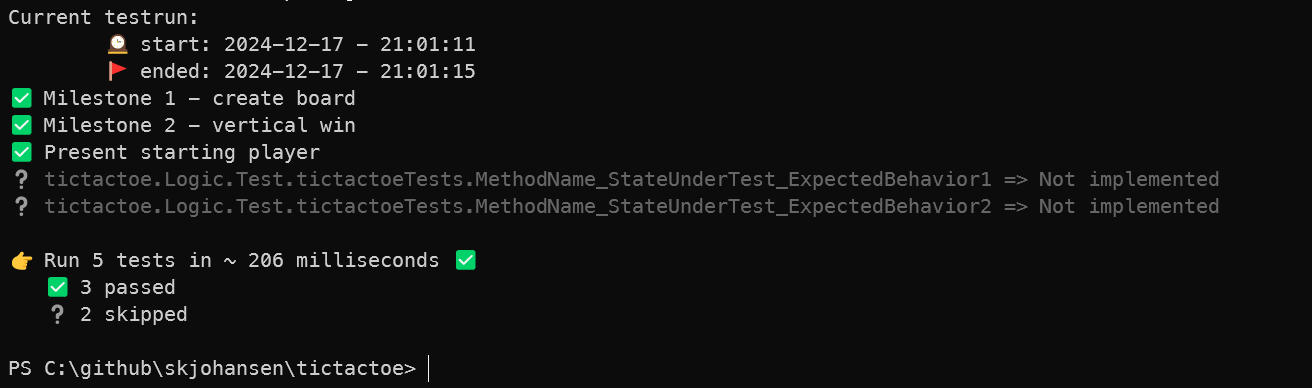 Current testrun:
🕰️ start: 2024-12-17 - 21:01:11
🚩 ended: 2024-12-17 - 21:01:15
✅ Milestone 1 - create board
✅ Milestone 2 - vertical win
✅ Present starting player
❔ tictactoe.Logic.Test.tictactoeTests.MethodName_StateUnderTest_ExpectedBehavior1 => Not implemented
❔ tictactoe.Logic.Test.tictactoeTests.MethodName_StateUnderTest_ExpectedBehavior2 => Not implemented
👉 Run 5 tests in ~ 206 milliseconds ✅
✅ 3 passed
❔ 2 skipped
PS C:\github\skjohansen\tictactoe>